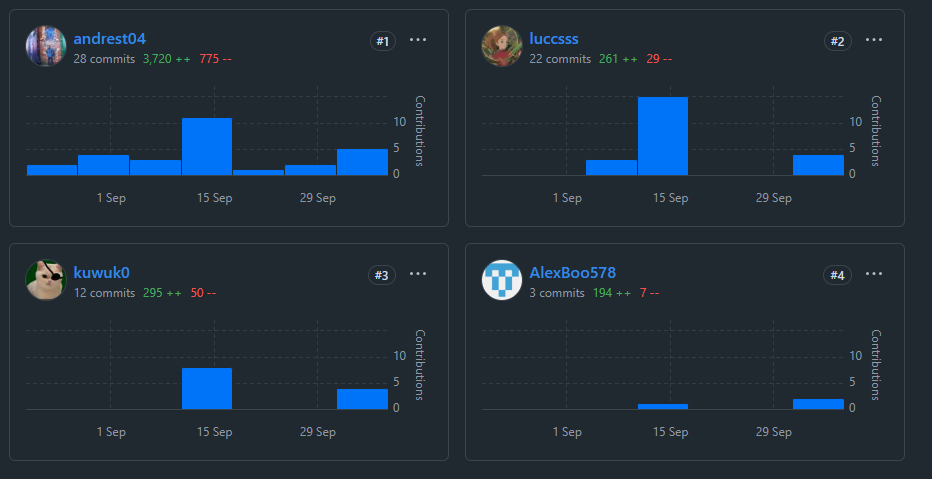 andrest04
#1
28 commits 3,720 ++ 775 --
Contributions
10
5
0
1 Sep 15 Sep 29 Sep
luccsss
#2
22 commits 261 ++ 29 --
Contributions
10
5
0
1 Sep 15 Sep 29 Sep
kuwuk0
#3
12 commits 295 ++ 50 --
Contributions
10
5
0
1 Sep 15 Sep 29 Sep
AlexBoo578
#4
3 commits 194 ++ 7 --
Contributions
10
5
0
1 Sep 15 Sep 29 Sep